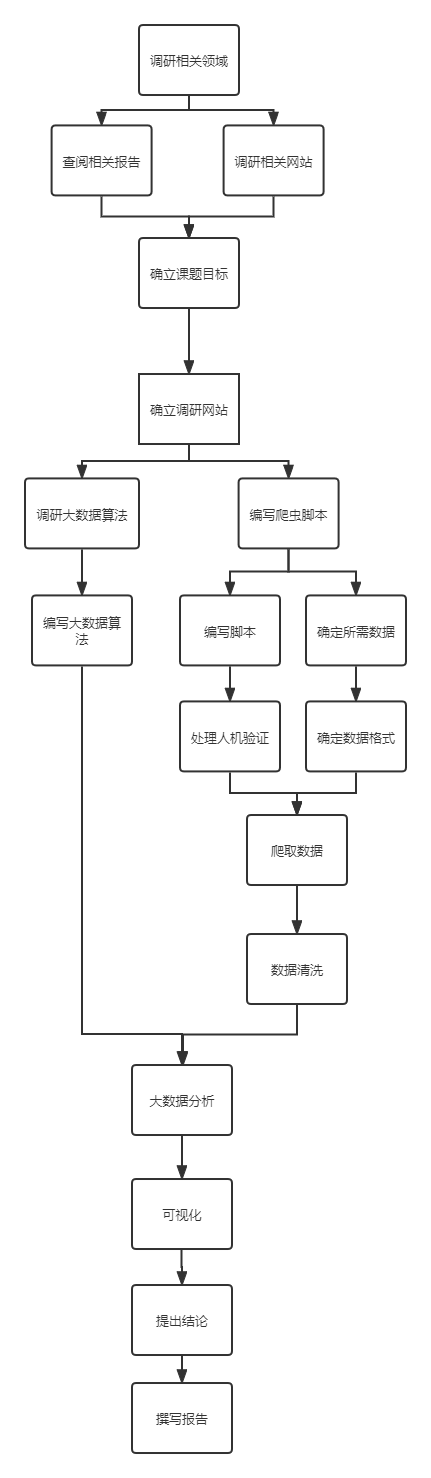 调研相关领域
查阅相关报告
调研相关网站
确立课题目标
确立调研网站
调研大数据算法
编写爬虫脚本
编写大数据算
法
编写脚本
确定所需数据
处理人机验证
确定数据格式
爬取数据
数据清洗
大数据分析
可视化
提出结论
撰写报告